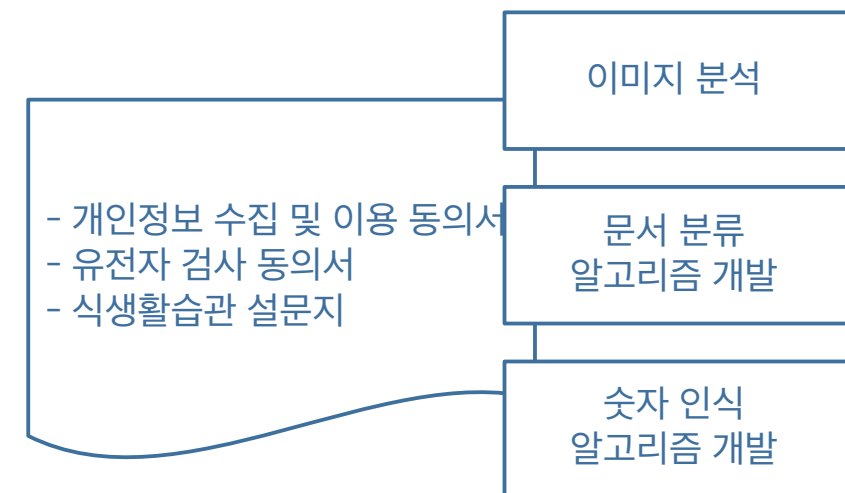 - 개인정보 수집 및 이용 동의서
- 유전자 검사 동의서
- 식생활습관 설문지
이미지 분석
문서 분류
알고리즘 개발
숫자 인식
알고리즘 개발